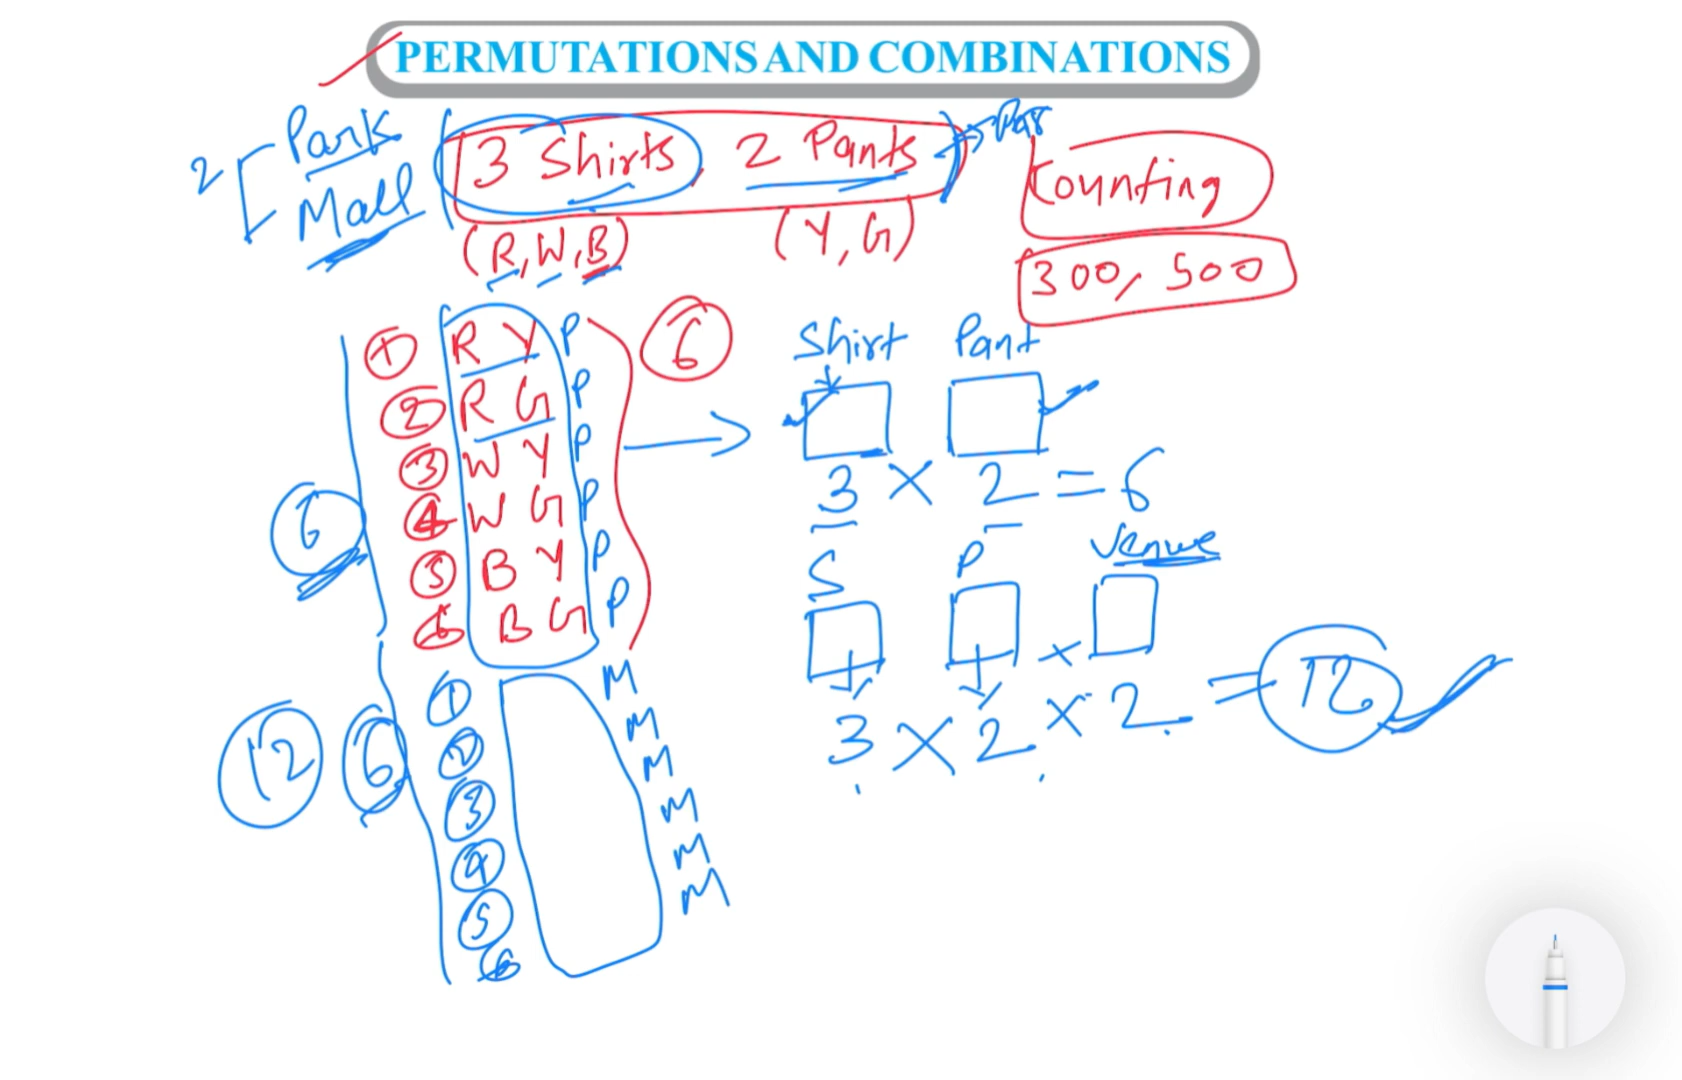 PERMUTATIONS AND COMBINATIONS
2 Park
Mall
3 Shirts, 2 Pants
Counting
(R, W, B) (Y, G)
300, 500
① R Y P
② R G P
③ W Y P
④ W G P
⑤ B Y P
⑥ B G P
6
6
Shirt Pant
3 × 2 = 6
S P Venue
×
3 × 2 × 2 = 12
12 6
① M
② M
③ M
④ M
⑤ M
⑥ M